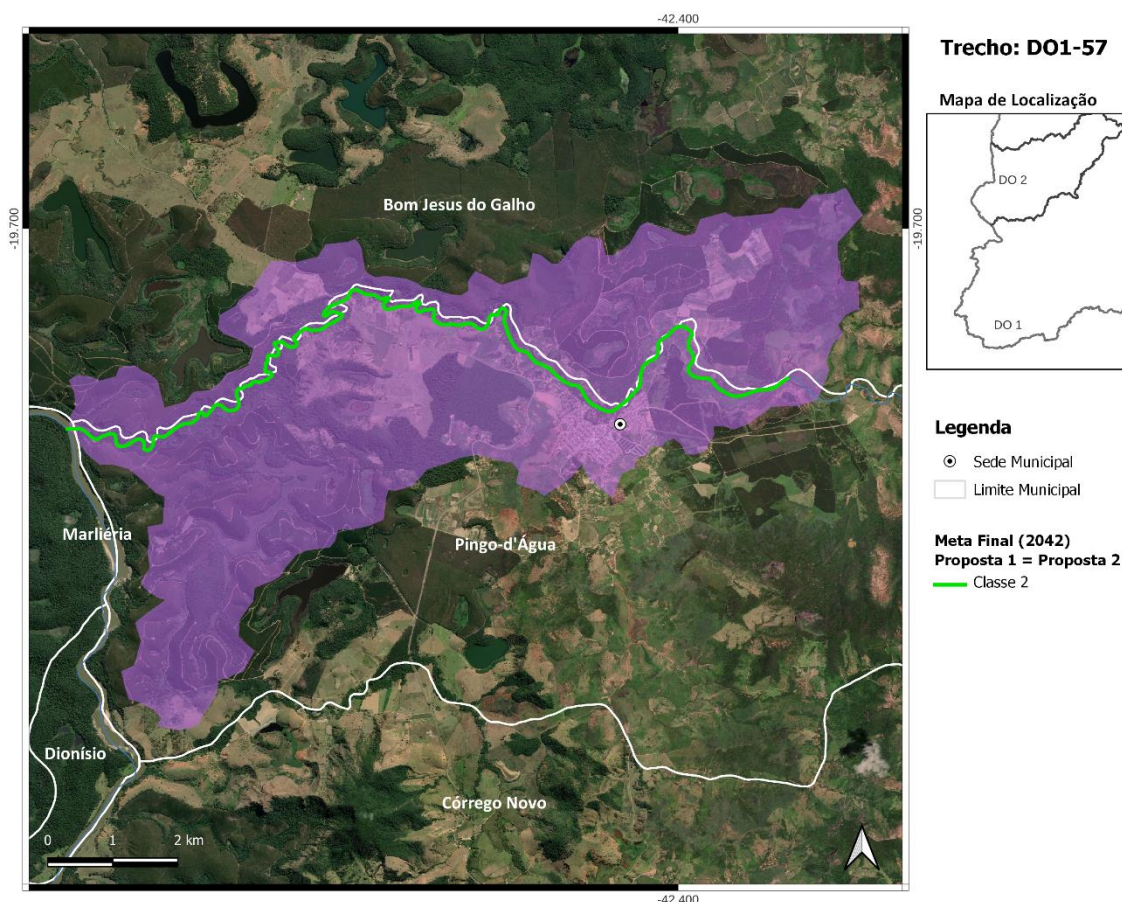 -42.400
Trecho: DO1-57
Mapa de Localização
DO 2
DO 1
-19.700
-19.700
Bom Jesus do Galho
Marliéria
Pingo-d'Água
Dionísio
Córrego Novo
0 1 2 km
-42.400
Legenda
Sede Municipal
Limite Municipal
Meta Final (2042)
Proposta 1 = Proposta 2
Classe 2